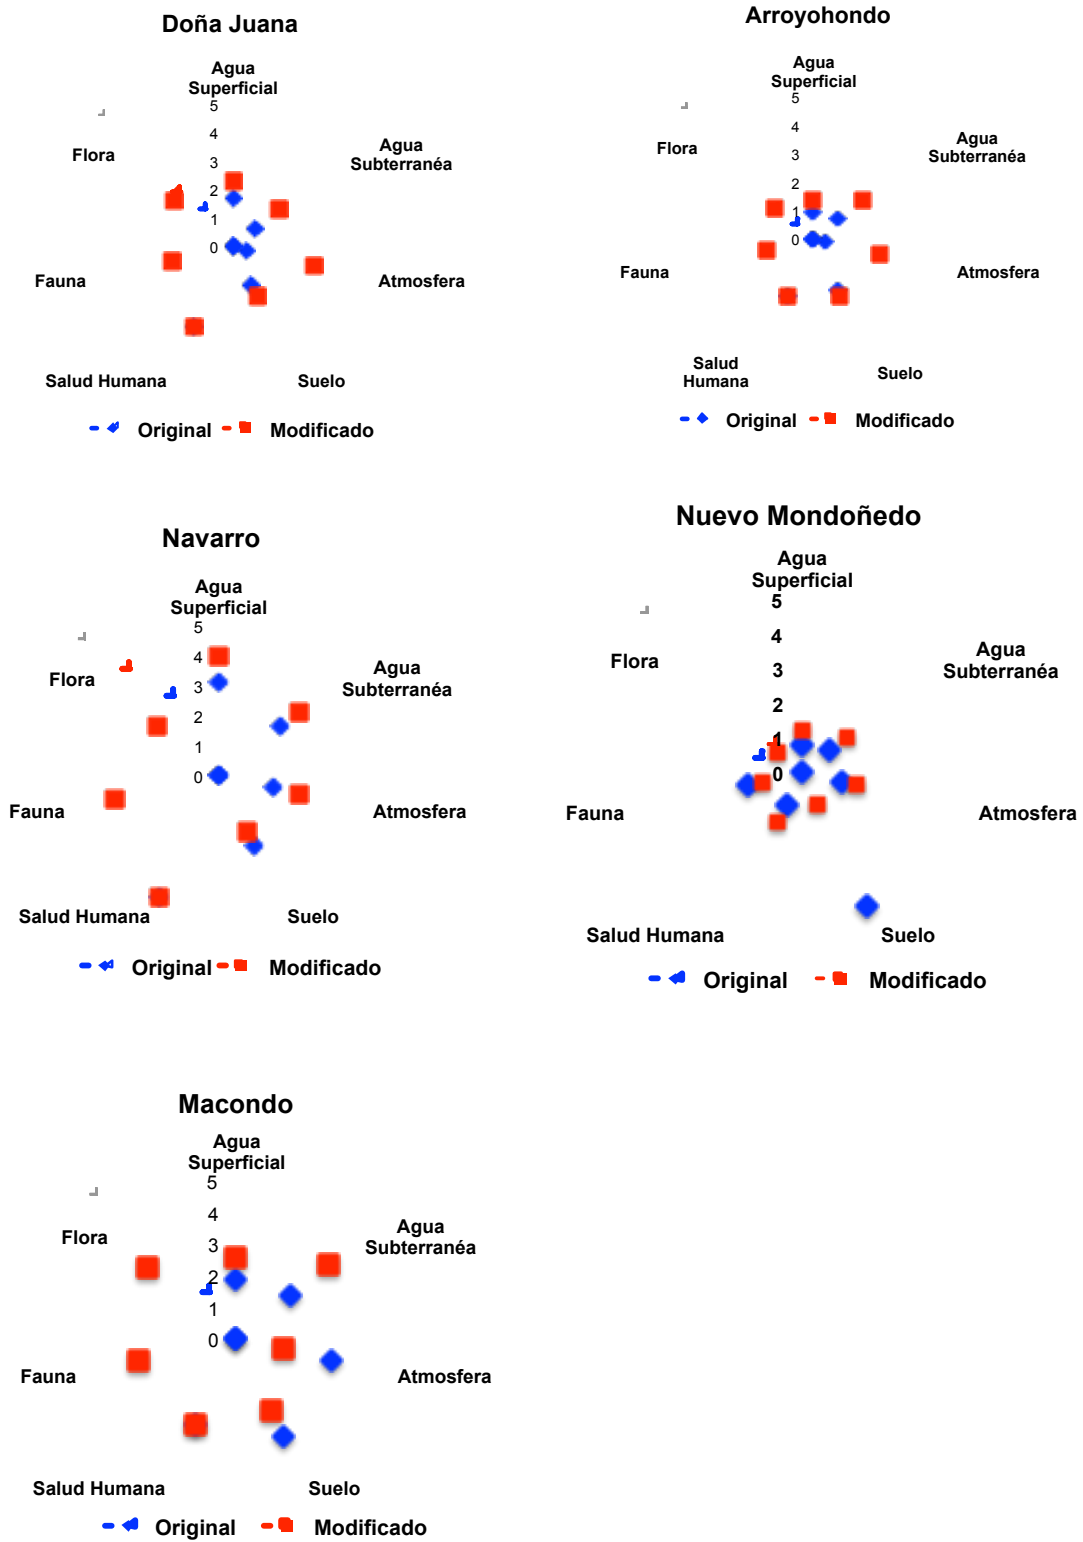 Doña Juana
Agua
Superficial
5
4
3
2
1
0
Agua
Subterranéa
Atmosfera
Suelo
Salud Humana
Fauna
Flora
Original
Modificado
Arroyohondo
Agua
Superficial
5
4
3
2
1
0
Agua
Subterranéa
Atmosfera
Suelo
Salud
Humana
Fauna
Flora
Original
Modificado
Navarro
Agua
Superficial
5
4
3
2
1
0
Agua
Subterranéa
Atmosfera
Suelo
Salud Humana
Fauna
Flora
Original
Modificado
Nuevo Mondoñedo
Agua
Superficial
5
4
3
2
1
0
Agua
Subterranéa
Atmosfera
Suelo
Salud Humana
Fauna
Flora
Original
Modificado
Macondo
Agua
Superficial
5
4
3
2
1
0
Agua
Subterranéa
Atmosfera
Suelo
Salud Humana
Fauna
Flora
Original
Modificado